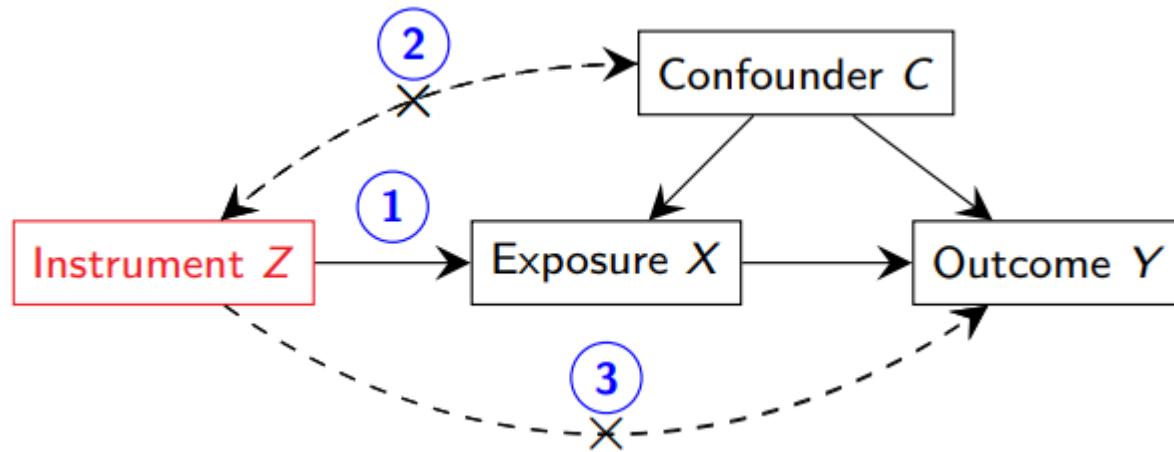 2
Confounder C
1
Instrument Z
Exposure X
Outcome Y
3